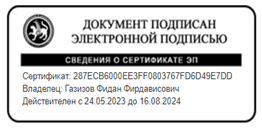 ДОКУМЕНТ ПОДПИСАН
ЭЛЕКТРОННОЙ ПОДПИСЬЮ
СВЕДЕНИЯ О СЕРТИФИКАТЕ ЭП
Сертификат: 287ECB6000EE3FF0803767FD6D49E7DD
Владелец: Газизов Фидан Фирдависович
Действителен с 24.05.2023 до 16.08.2024